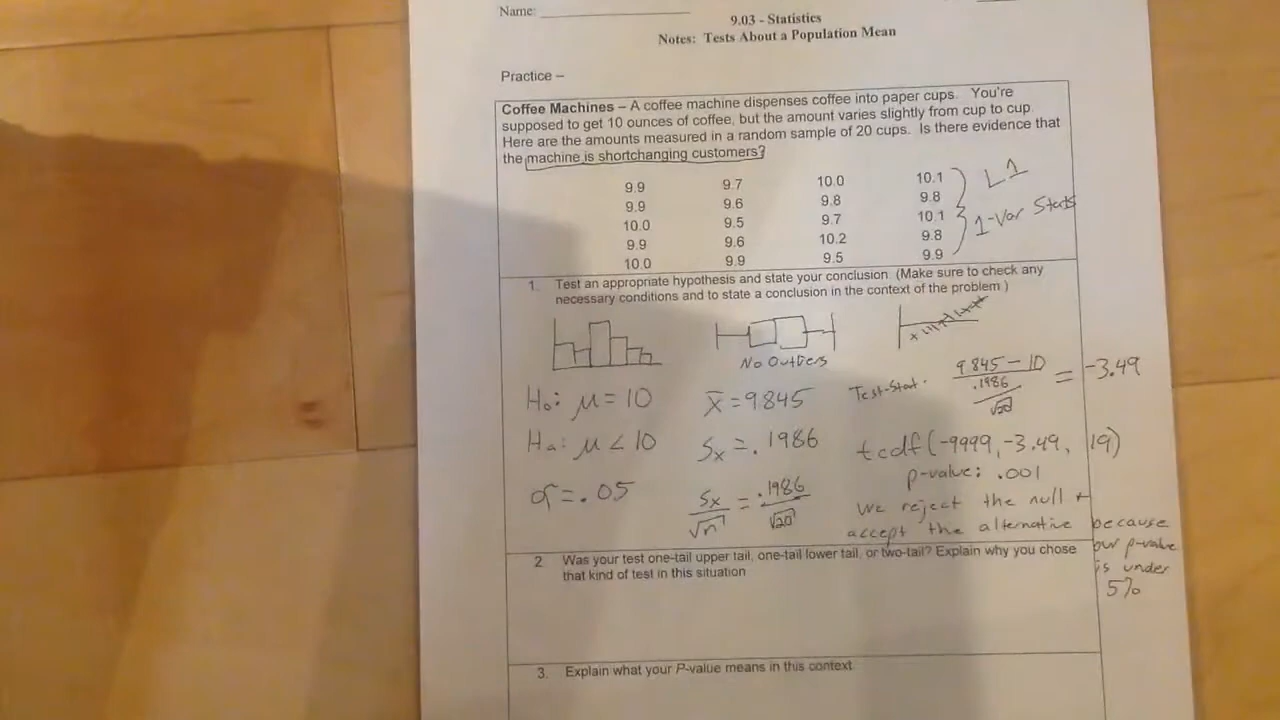 Name:
9.03 - Statistics
Notes: Tests About a Population Mean
Practice –
Coffee Machines – A coffee machine dispenses coffee into paper cups. You're
supposed to get 10 ounces of coffee, but the amount varies slightly from cup to cup.
Here are the amounts measured in a random sample of 20 cups. Is there evidence that
the machine is shortchanging customers?
9.9 9.7 10.0 10.1
9.9 9.6 9.8 9.8
10.0 9.5 9.7 10.1
9.9 9.6 10.2 9.8
10.0 9.9 9.5 9.9
L1
1-Var Stats
1. Test an appropriate hypothesis and state your conclusion. (Make sure to check any
necessary conditions and to state a conclusion in the context of the problem.)
No Outliers
H₀: μ = 10
Hₐ: μ < 10
σ = .05
x̄ = 9.845
Sx = .1986
Sx/√n = .1986/√20
Test-Stat: 9.845 – 10 / .1986/√20 = -3.49
tcdf(-9999, -3.49, 19)
p-value: .001
We reject the null +
accept the alternative because
our p-value
is under
5%
2. Was your test one-tail upper tail, one-tail lower tail, or two-tail? Explain why you chose
that kind of test in this situation
3. Explain what your P-value means in this context